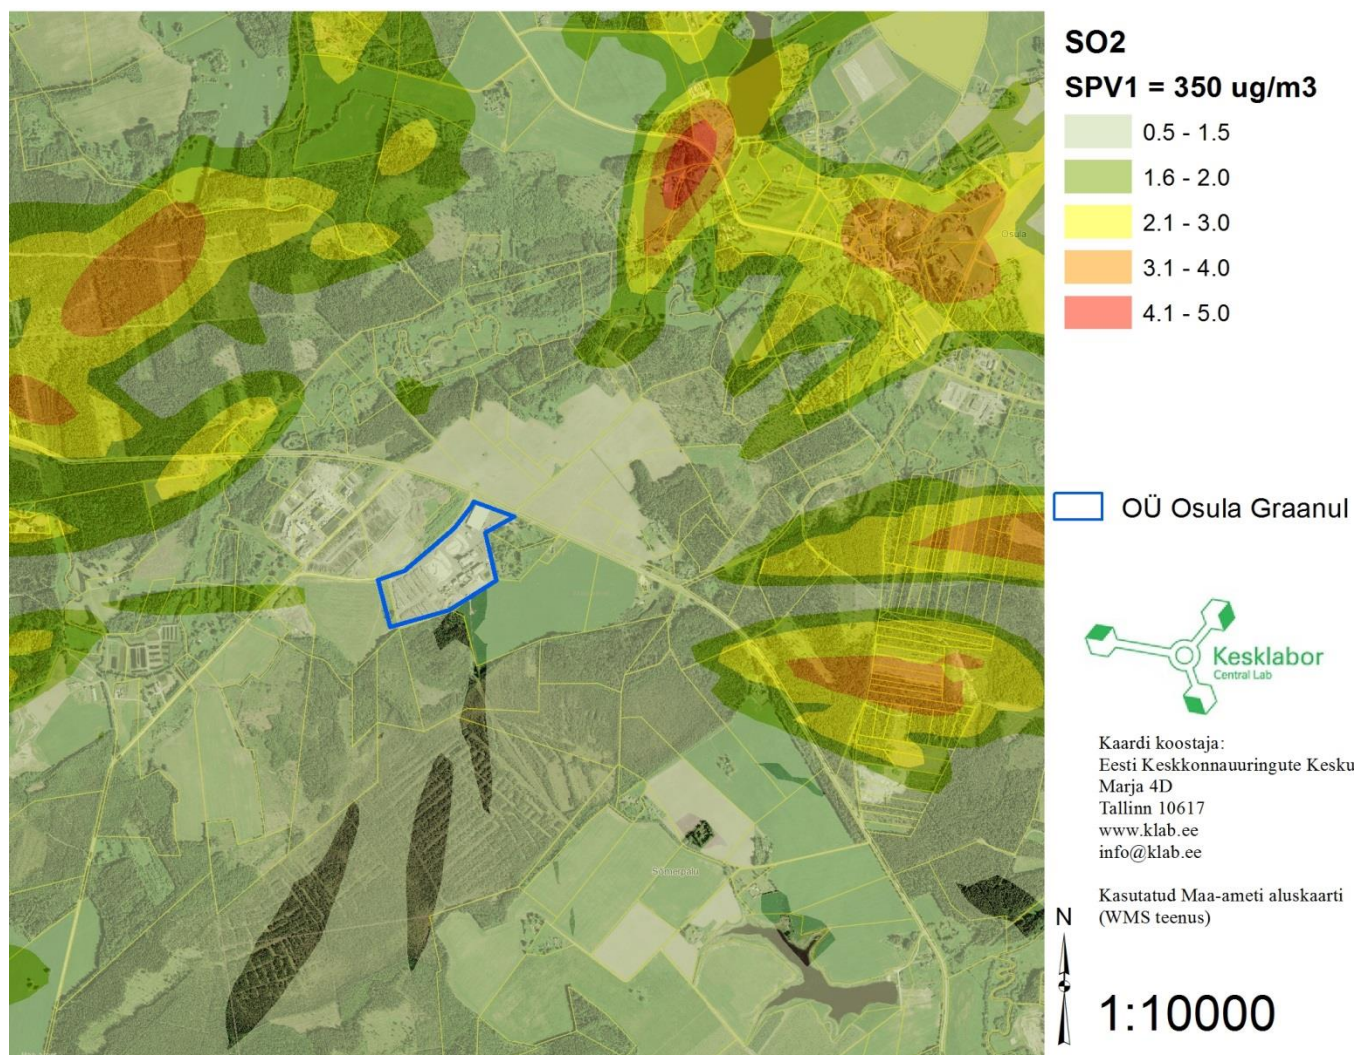 SO2
SPV1 = 350 ug/m3
0.5 - 1.5
1.6 - 2.0
2.1 - 3.0
3.1 - 4.0
4.1 - 5.0
Osula
OÜ Osula Graanul
Kesklabor
Central Lab
Kaardi koostaja:
Eesti Keskkonnauuringute Kesku
Marja 4D
Tallinn 10617
www.klab.ee
info@klab.ee
Kasutatud Maa-ameti aluskaarti
(WMS teenus)
Sõmerpalu
N
1:10000